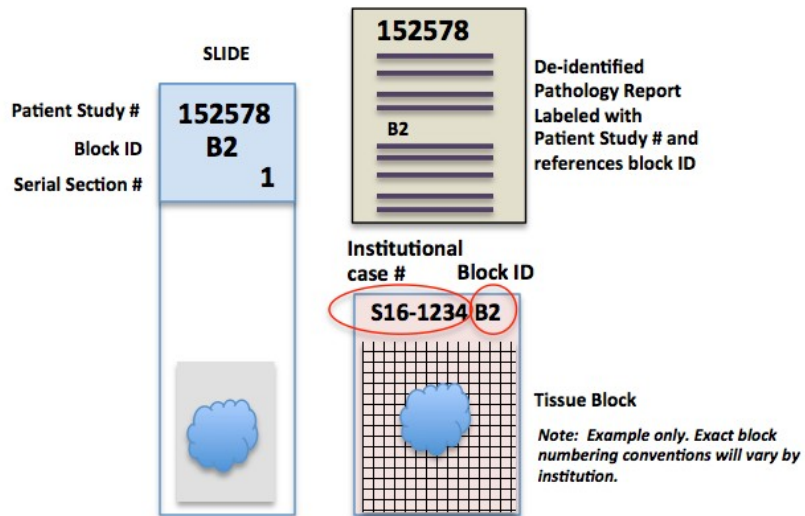 SLIDE
Patient Study #
152578
Block ID
B2
Serial Section #
1
152578
B2
De-identified
Pathology Report
Labeled with
Patient Study # and
references block ID
Institutional
case #
Block ID
S16-1234 B2
Tissue Block
Note:  Example only. Exact block
numbering conventions will vary by
institution.